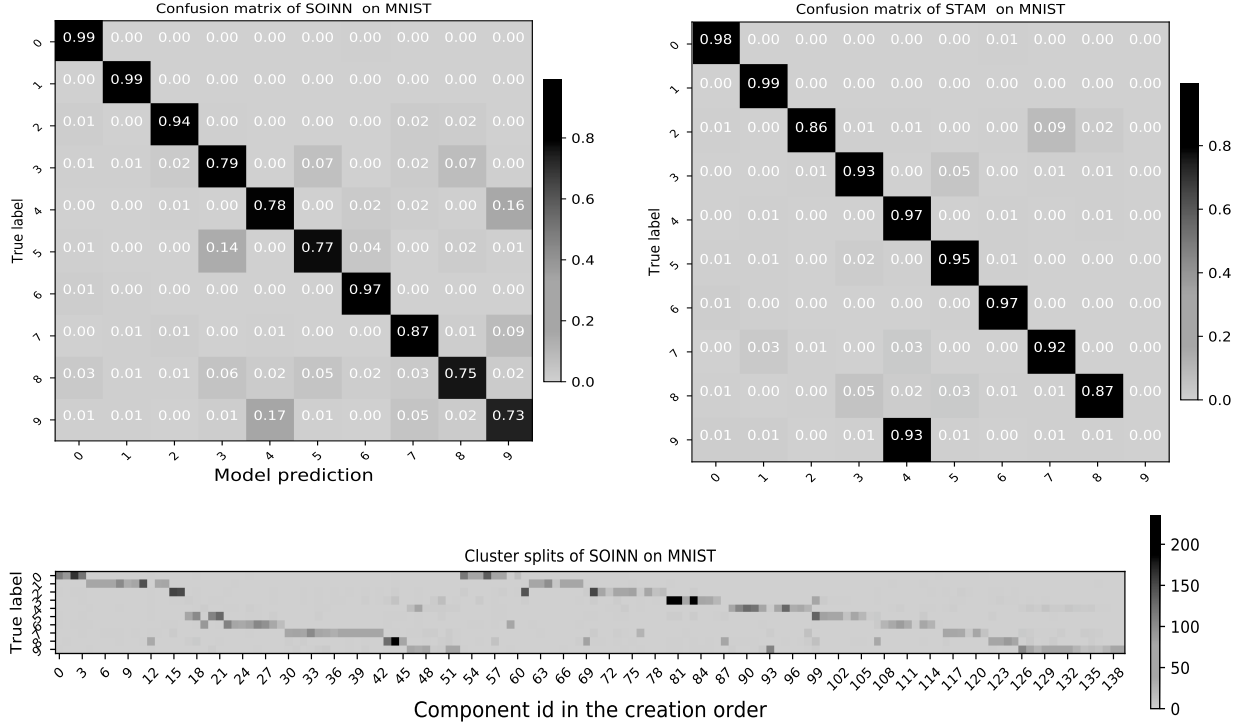 Confusion matrix of SOINN on MNIST
0 0.99 0.00 0.00 0.00 0.00 0.00 0.00 0.00 0.00 0.00
1 0.00 0.99 0.00 0.00 0.00 0.00 0.00 0.00 0.00 0.00
2 0.01 0.00 0.94 0.00 0.00 0.00 0.00 0.02 0.02 0.00
3 0.01 0.01 0.02 0.79 0.00 0.07 0.00 0.00 0.07 0.00
4 0.00 0.00 0.01 0.00 0.78 0.00 0.02 0.02 0.00 0.16
5 0.01 0.00 0.00 0.14 0.00 0.77 0.04 0.00 0.02 0.01
6 0.01 0.00 0.00 0.00 0.00 0.00 0.97 0.00 0.00 0.00
7 0.00 0.01 0.01 0.00 0.01 0.00 0.00 0.87 0.01 0.09
8 0.03 0.01 0.01 0.06 0.02 0.05 0.02 0.03 0.75 0.02
9 0.01 0.01 0.00 0.01 0.17 0.01 0.00 0.05 0.02 0.73
0 1 2 3 4 5 6 7 8 9
True label
Model prediction
0.8
0.6
0.4
0.2
0.0
Confusion matrix of STAM on MNIST
0 0.98 0.00 0.00 0.00 0.00 0.00 0.01 0.00 0.00 0.00
1 0.00 0.99 0.00 0.00 0.00 0.00 0.00 0.00 0.00 0.00
2 0.01 0.00 0.86 0.01 0.01 0.00 0.00 0.09 0.02 0.00
3 0.00 0.00 0.01 0.93 0.00 0.05 0.00 0.01 0.01 0.00
4 0.00 0.01 0.00 0.00 0.97 0.00 0.01 0.00 0.01 0.00
5 0.01 0.01 0.00 0.02 0.00 0.95 0.01 0.00 0.01 0.00
6 0.01 0.00 0.00 0.00 0.00 0.00 0.97 0.00 0.00 0.00
7 0.00 0.03 0.01 0.00 0.03 0.00 0.00 0.92 0.00 0.00
8 0.01 0.00 0.00 0.05 0.02 0.03 0.01 0.01 0.87 0.00
9 0.01 0.01 0.00 0.01 0.93 0.01 0.00 0.01 0.01 0.00
0 1 2 3 4 5 6 7 8 9
True label
0.8
0.6
0.4
0.2
0.0
Cluster splits of SOINN on MNIST
True label
0 3 6 9 12 15 18 21 24 27 30 33 36 39 42 45 48 51 54 57 60 63 66 69 72 75 78 81 84 87 90 93 96 99 102 105 108 111 114 117 120 123 126 129 132 135 138
Component id in the creation order
200
150
100
50
0